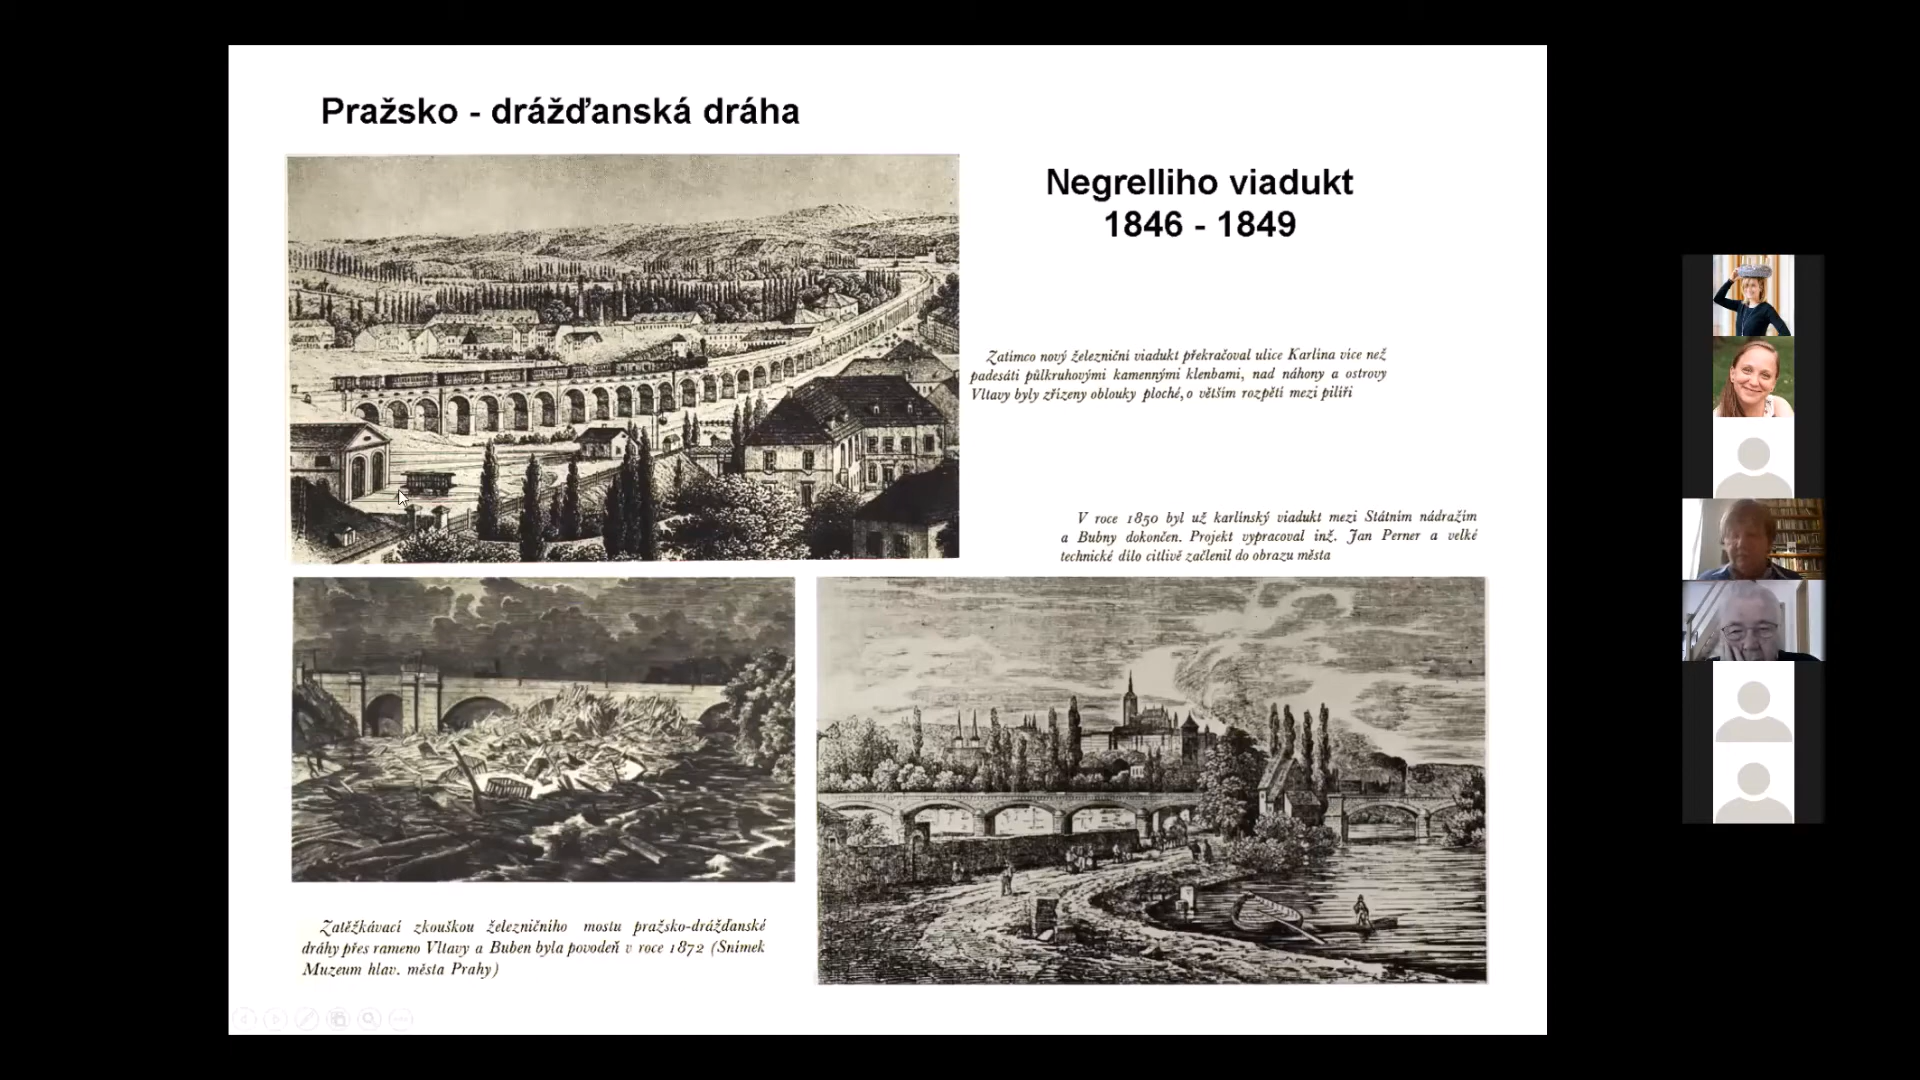 Pražsko - drážďanská dráha
Negrelliho viadukt
1846 - 1849
Zatímco nový železniční viadukt překračoval ulice Karlína více než
padesáti půlkruhovými kamennými klenbami, nad náhony a ostrovy
Vltavy byly zřízeny oblouky ploché, o větším rozpětí mezi pilíři
V roce 1850 byl už karlínský viadukt mezi Státním nádražím
a Bubny dokončen. Projekt vypracoval inž. Jan Perner a velké
technické dílo citlivě začlenil do obrazu města
Zatěžkávací zkouškou železničního mostu pražsko-drážďanské
dráhy přes rameno Vltavy a Buben byla povodeň v roce 1872 (Snímek
Muzeum hlav. města Prahy)